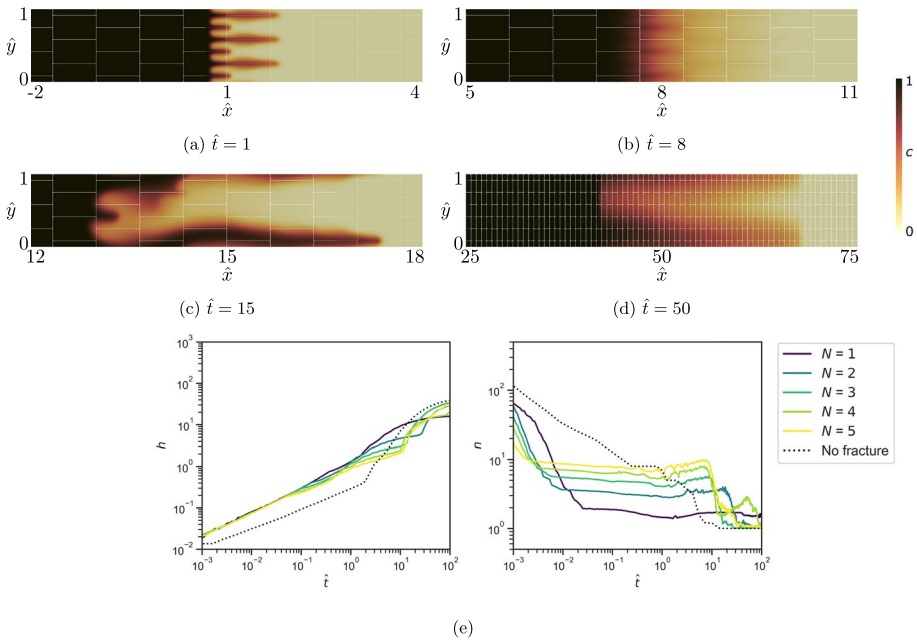 1
ŷ
0
-2 1 4
x̂
(a) t̂ = 1
1
ŷ
0
5 8 11
x̂
(b) t̂ = 8
1
ŷ
0
12 15 18
x̂
(c) t̂ = 15
1
ŷ
0
25 50 75
x̂
(d) t̂ = 50
1
c
0
10³
10²
10¹
10⁰
10⁻¹
10⁻²
h
10⁻³ 10⁻² 10⁻¹ 10⁰ 10¹ 10²
t̂
10²
10¹
10⁰
n
10⁻³ 10⁻² 10⁻¹ 10⁰ 10¹ 10²
t̂
N = 1
N = 2
N = 3
N = 4
N = 5
No fracture
(e)